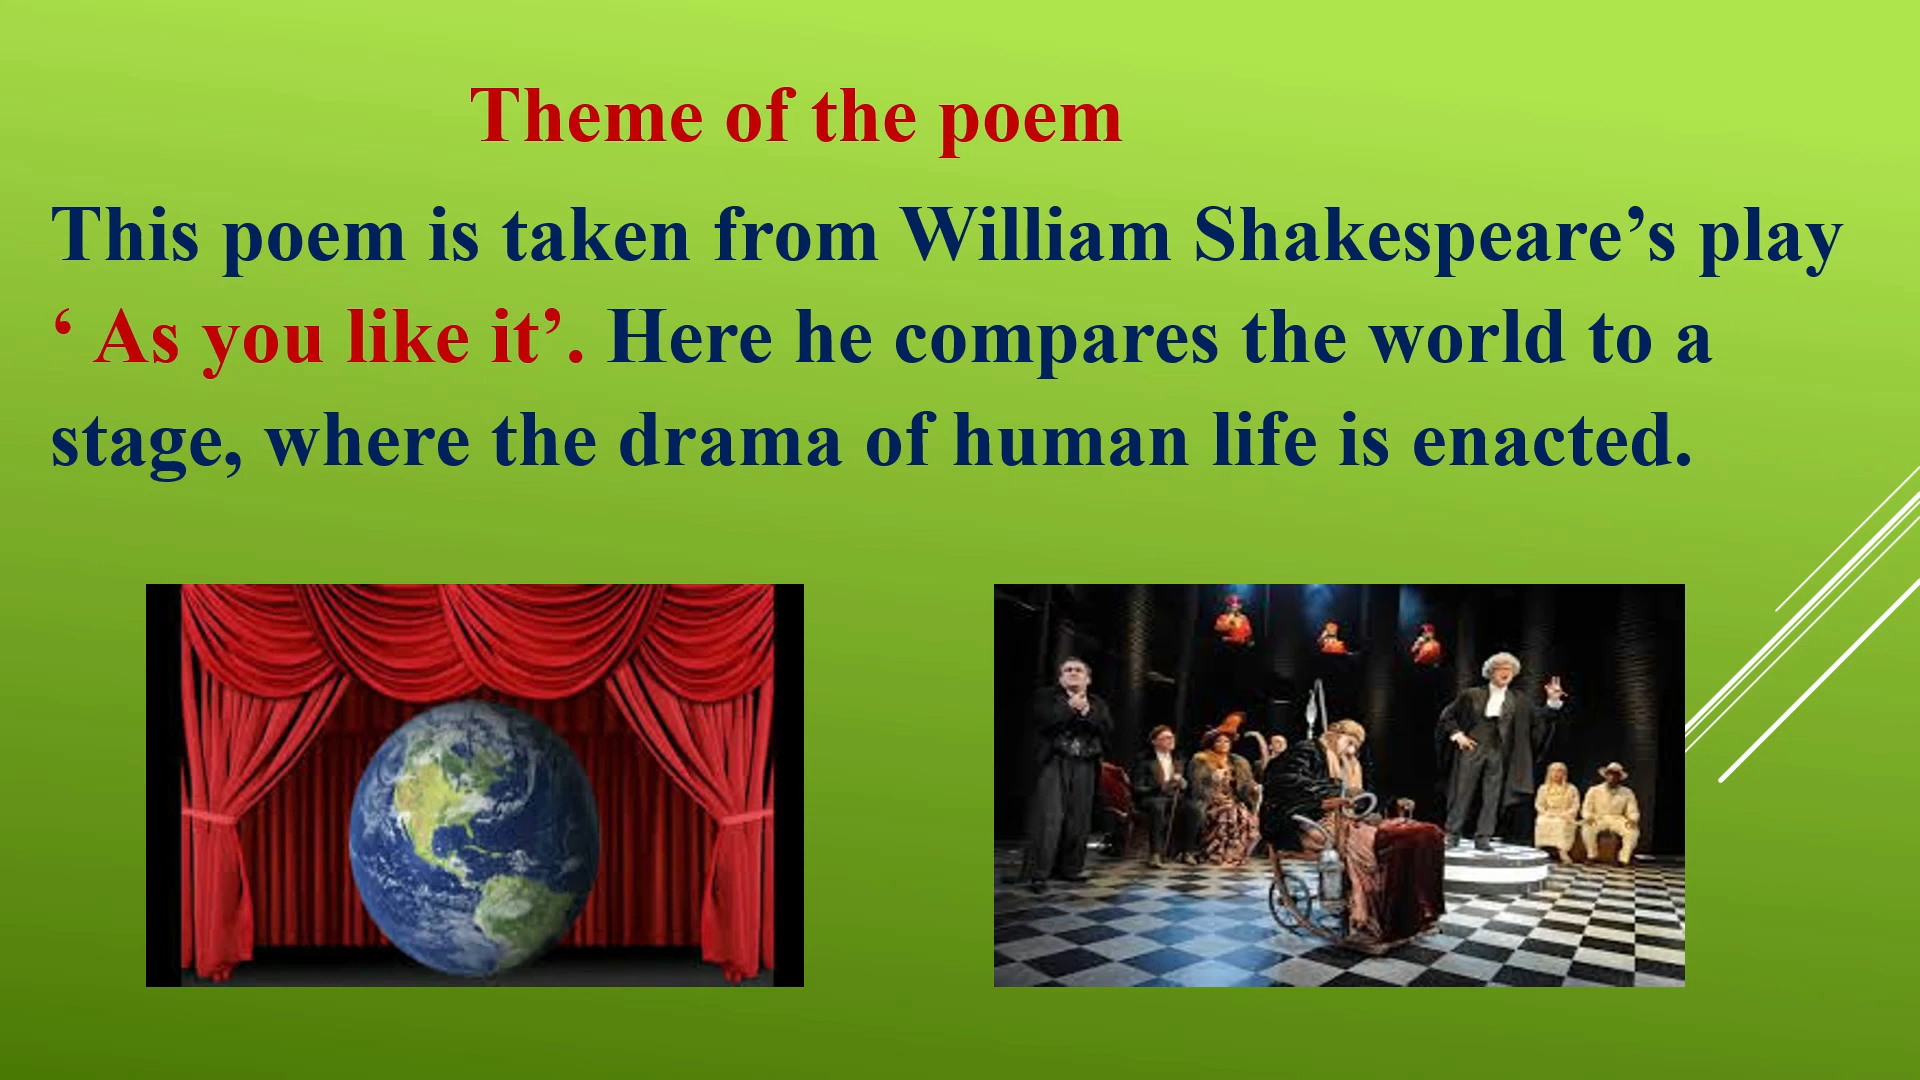 Theme of the poem
This poem is taken from William Shakespeare’s play
‘ As you like it’. Here he compares the world to a
stage, where the drama of human life is enacted.